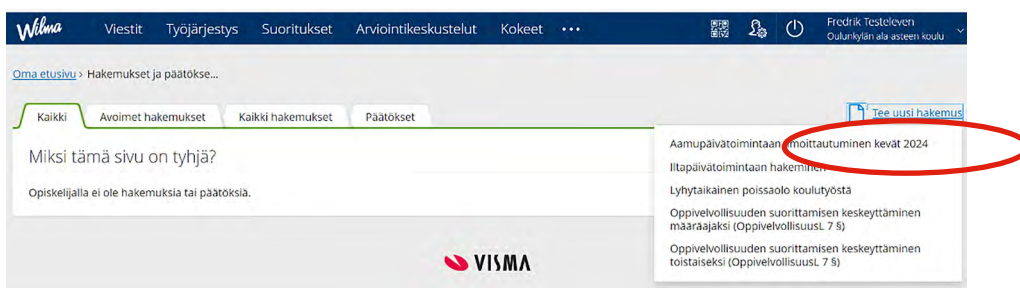 Wilma Viestit Työjärjestys Suoritukset Arviointikeskustelut Kokeet ••• Fredrik Testeleven
Oulunkylän ala-asteen koulu
Oma etusivu › Hakemukset ja päätökse...
Kaikki Avoimet hakemukset Kaikki hakemukset Päätökset Tee uusi hakemus
Miksi tämä sivu on tyhjä?
Opiskelijalla ei ole hakemuksia tai päätöksiä.
Aamupäivätoimintaan ilmoittautuminen kevät 2024
Iltapäivätoimintaan hakeminen
Lyhytaikainen poissaolo koulutyöstä
Oppivelvollisuuden suorittamisen keskeyttäminen
määräajaksi (OppivelvollisuusL 7 §)
Oppivelvollisuuden suorittamisen keskeyttäminen
toistaiseksi (OppivelvollisuusL 7 §)
VISMA